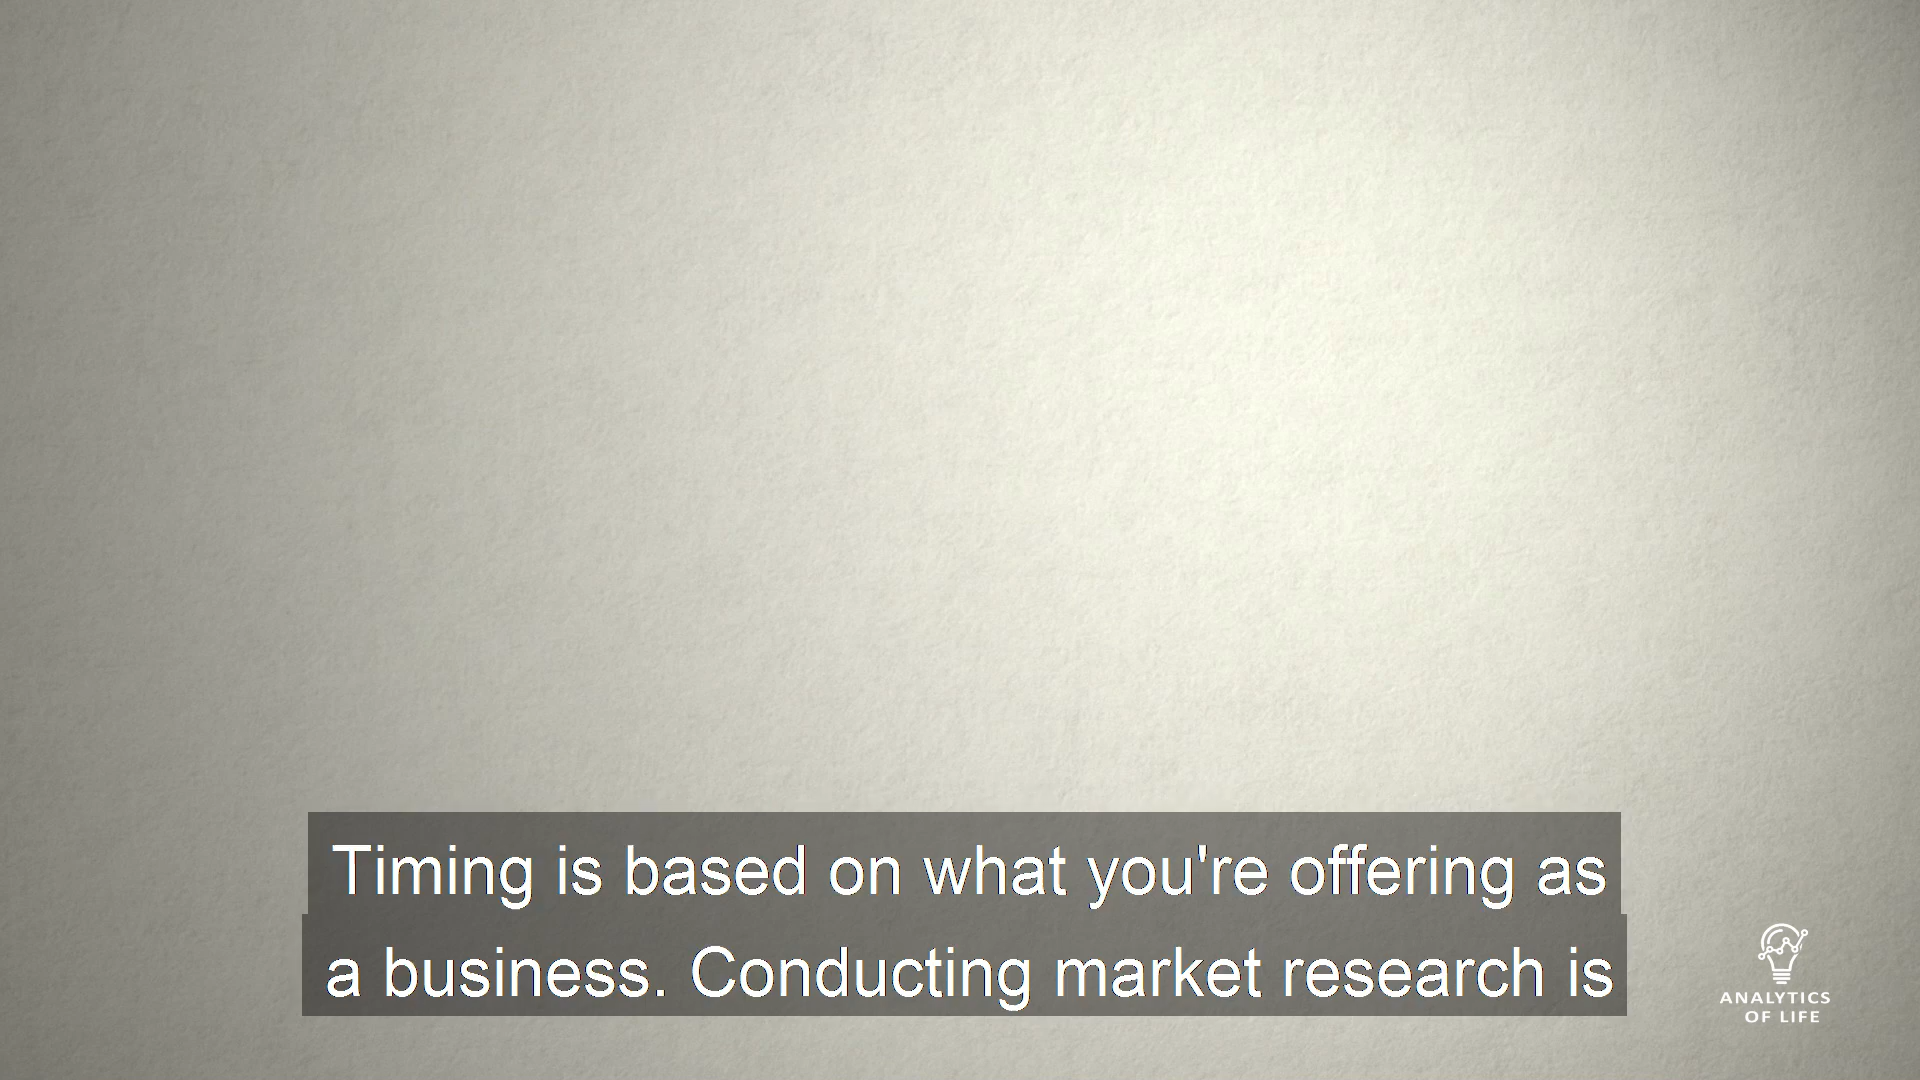 Timing is based on what you're offering as
a business. Conducting market research is
ANALYTICS
OF LIFE